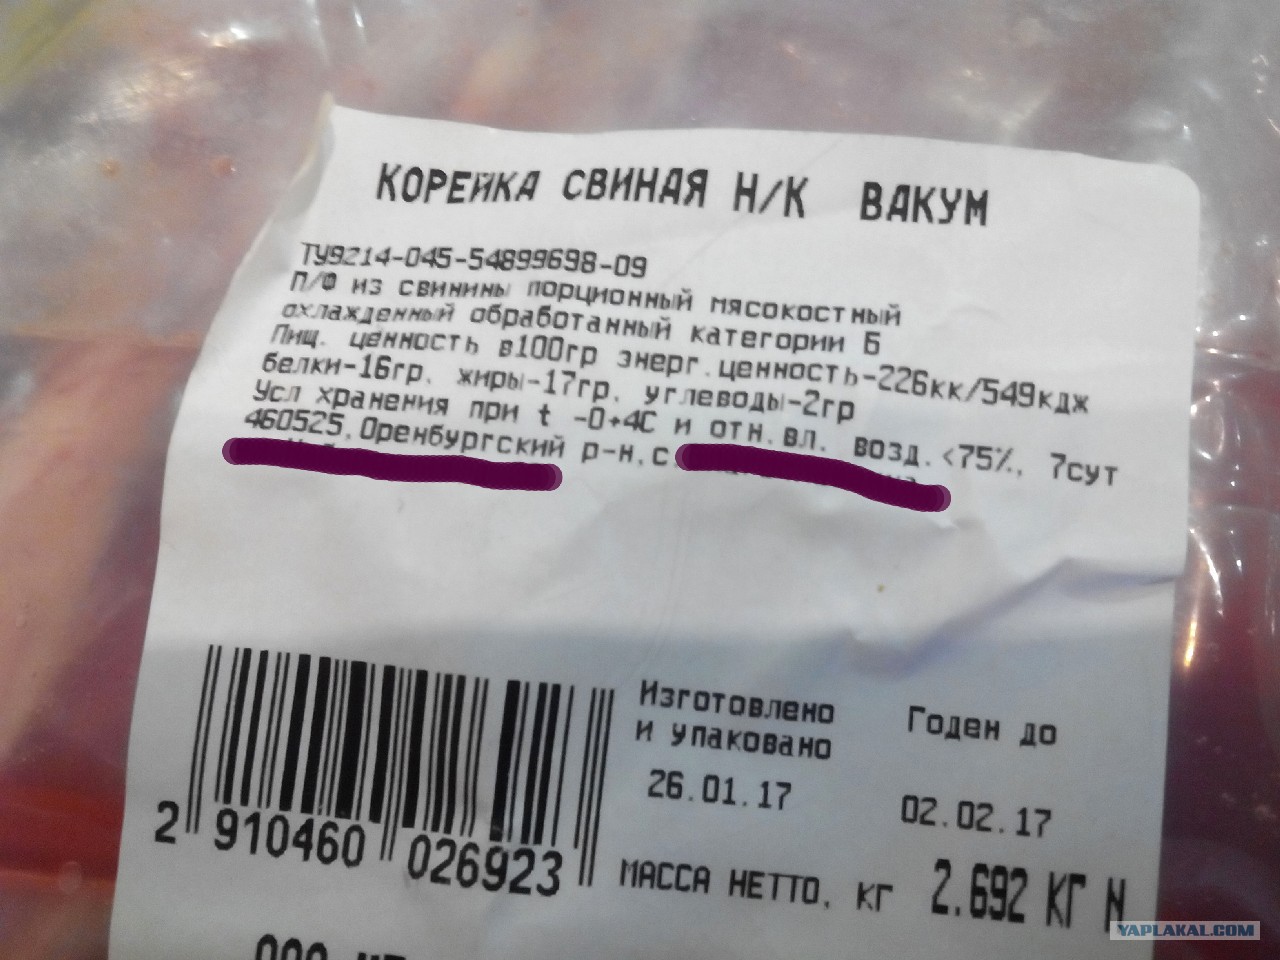 КОРЕЙКА СВИНАЯ Н/К ВАКУМ
ТУ9214-045-54899698-09
П/Ф из свинины порционный мясокостный
охлажденный обработанный категории Б
Пищ. ценность в100гр энерг.ценность-226кк/549кдж
белки-16гр, жиры-17гр, углеводы-2гр
Усл хранения при t -0+4С и отн.вл. возд.<75%, 7сут
460525,Оренбургский р-н,с.
Изготовлено
и упаковано
Годен до
26.01.17
02.02.17
2 910460 026923
МАССА НЕТТО, кг 2.692 КГ N
ООО
YAPLAKAL.COM